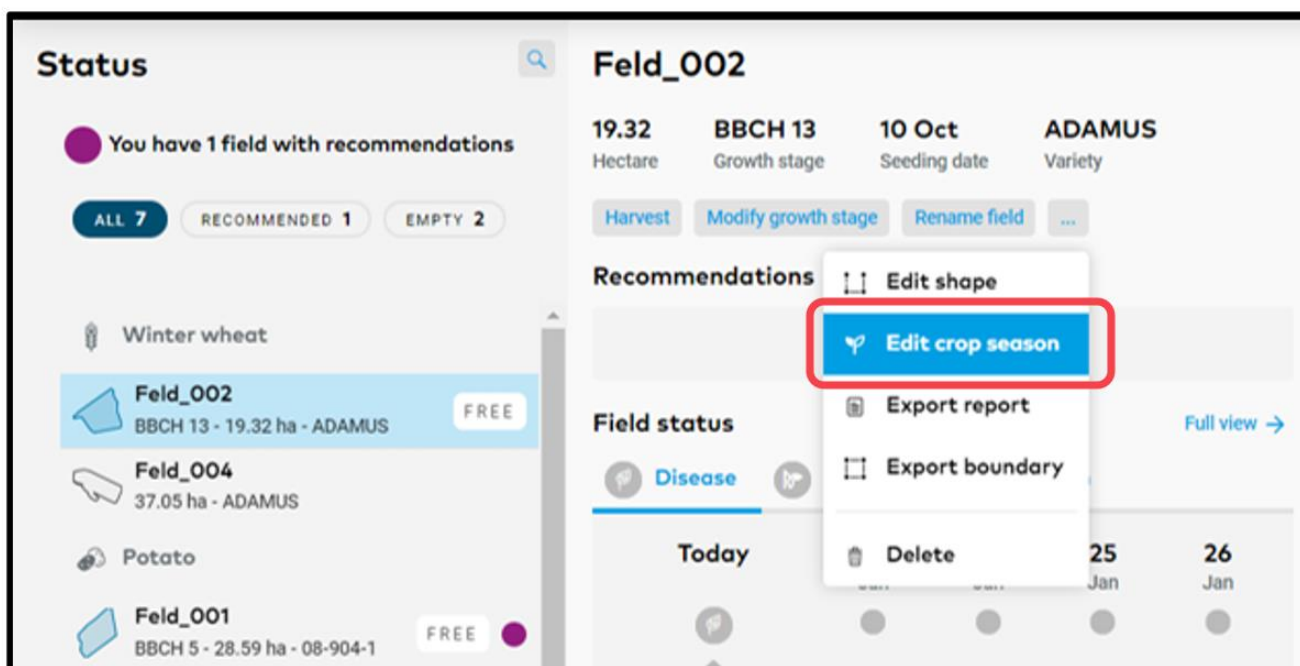 Status
You have 1 field with recommendations
ALL 7 RECOMMENDED 1 EMPTY 2
Winter wheat
Feld_002
BBCH 13 - 19.32 ha - ADAMUS
FREE
Feld_004
37.05 ha - ADAMUS
Potato
Feld_001
BBCH 5 - 28.59 ha - 08-904-1
FREE
Feld_002
19.32 BBCH 13 10 Oct ADAMUS
Hectare Growth stage Seeding date Variety
Harvest Modify growth stage Rename field ...
Recommendations
Edit shape
Edit crop season
Export report
Export boundary
Delete
Field status
Full view →
Disease
Today 25 26
Jan Jan